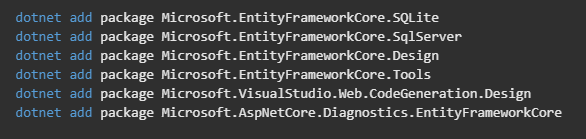 dotnet add package Microsoft.EntityFrameworkCore.SQLite
dotnet add package Microsoft.EntityFrameworkCore.SqlServer
dotnet add package Microsoft.EntityFrameworkCore.Design
dotnet add package Microsoft.EntityFrameworkCore.Tools
dotnet add package Microsoft.VisualStudio.Web.CodeGeneration.Design
dotnet add package Microsoft.AspNetCore.Diagnostics.EntityFrameworkCore